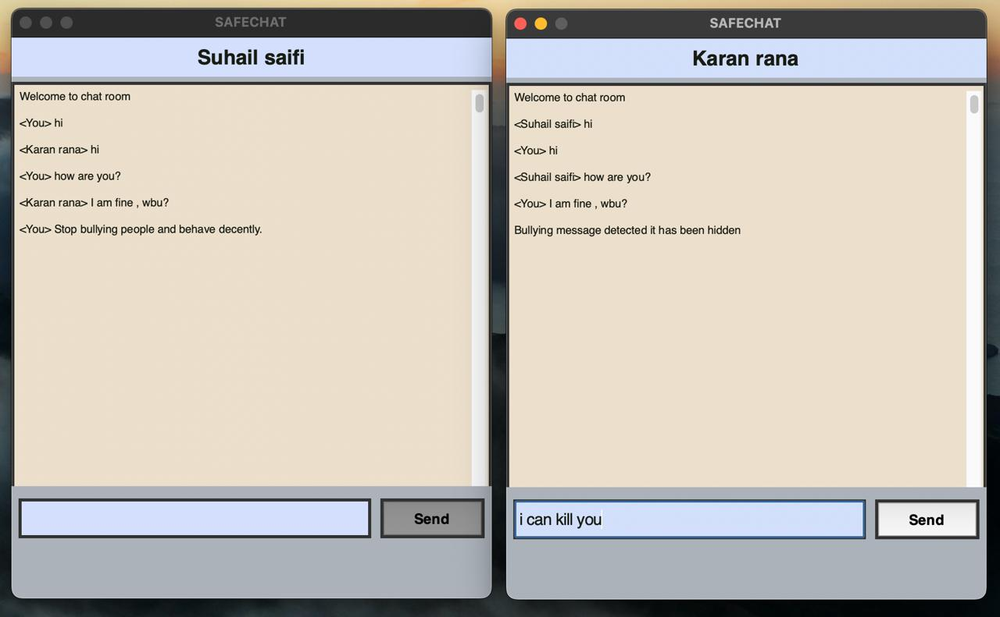 SAFECHAT
Suhail saifi
Welcome to chat room
<You> hi
<Karan rana> hi
<You> how are you?
<Karan rana> I am fine , wbu?
<You> Stop bullying people and behave decently.
Send
SAFECHAT
Karan rana
Welcome to chat room
<Suhail saifi> hi
<You> hi
<Suhail saifi> how are you?
<You> I am fine , wbu?
Bullying message detected it has been hidden
i can kill you
Send